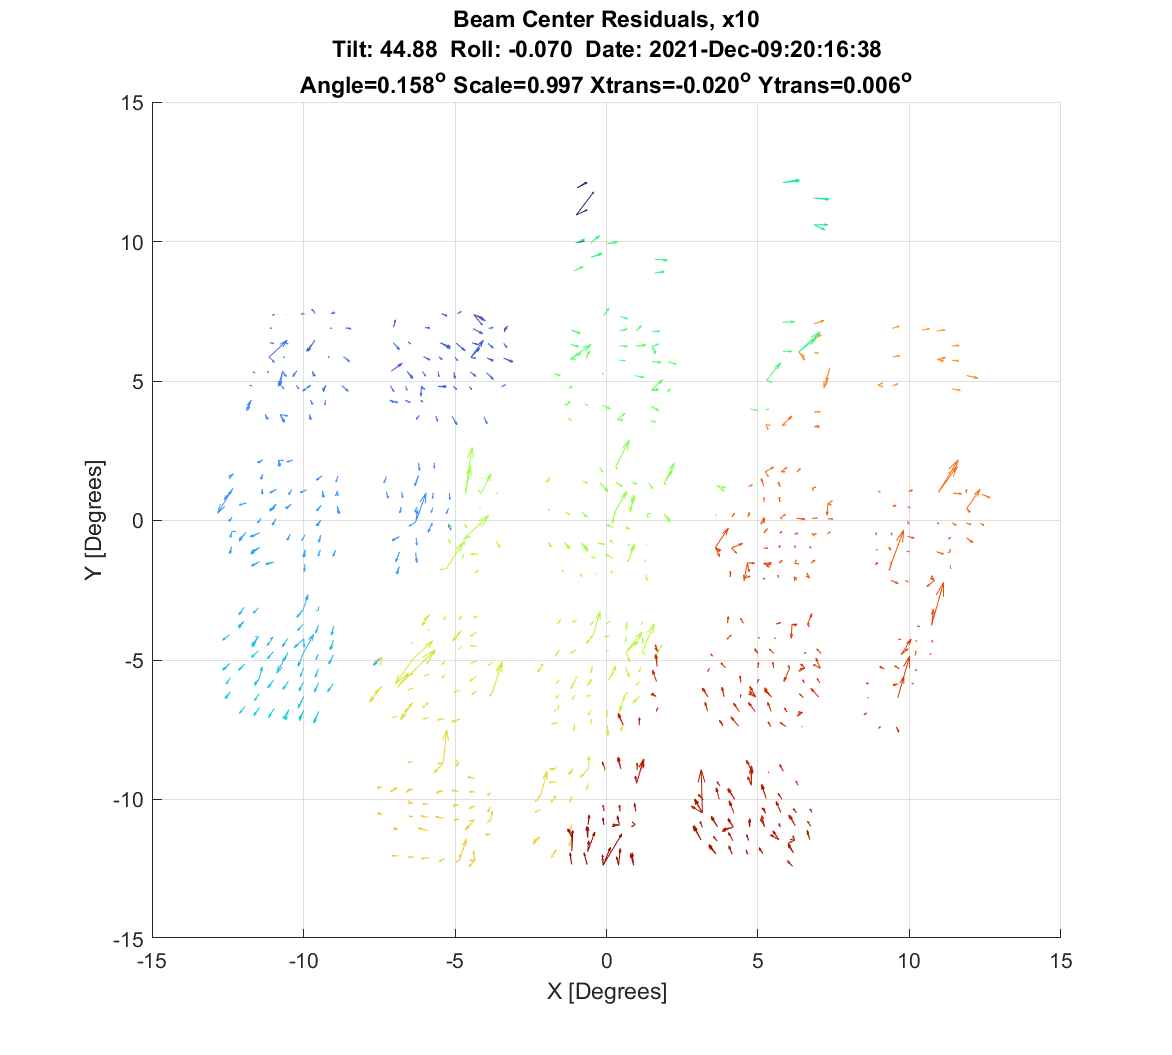 Beam Center Residuals, x10
Tilt: 44.88 Roll: -0.070 Date: 2021-Dec-09:20:16:38
Angle=0.158° Scale=0.997 Xtrans=-0.020° Ytrans=0.006°
15
10
5
0
-5
-10
-15
Y [Degrees]
-15 -10 -5 0 5 10 15
X [Degrees]